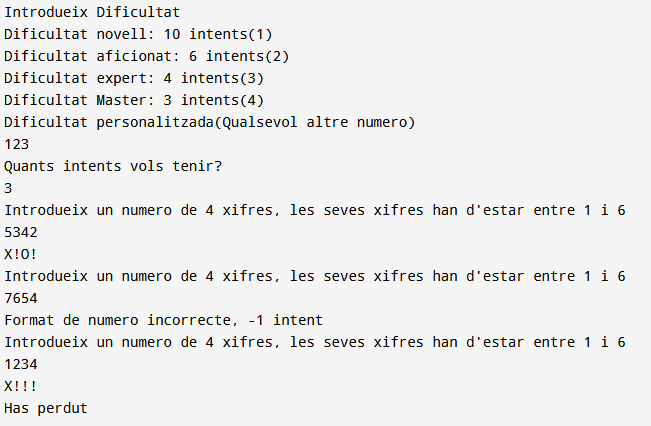 Introdueix Dificultat
Dificultat novell: 10 intents(1)
Dificultat aficionat: 6 intents(2)
Dificultat expert: 4 intents(3)
Dificultat Master: 3 intents(4)
Dificultat personalitzada(Qualsevol altre numero)
123
Quants intents vols tenir?
3
Introdueix un numero de 4 xifres, les seves xifres han d'estar entre 1 i 6
5342
X!O!
Introdueix un numero de 4 xifres, les seves xifres han d'estar entre 1 i 6
7654
Format de numero incorrecte, -1 intent
Introdueix un numero de 4 xifres, les seves xifres han d'estar entre 1 i 6
1234
X!!!
Has perdut